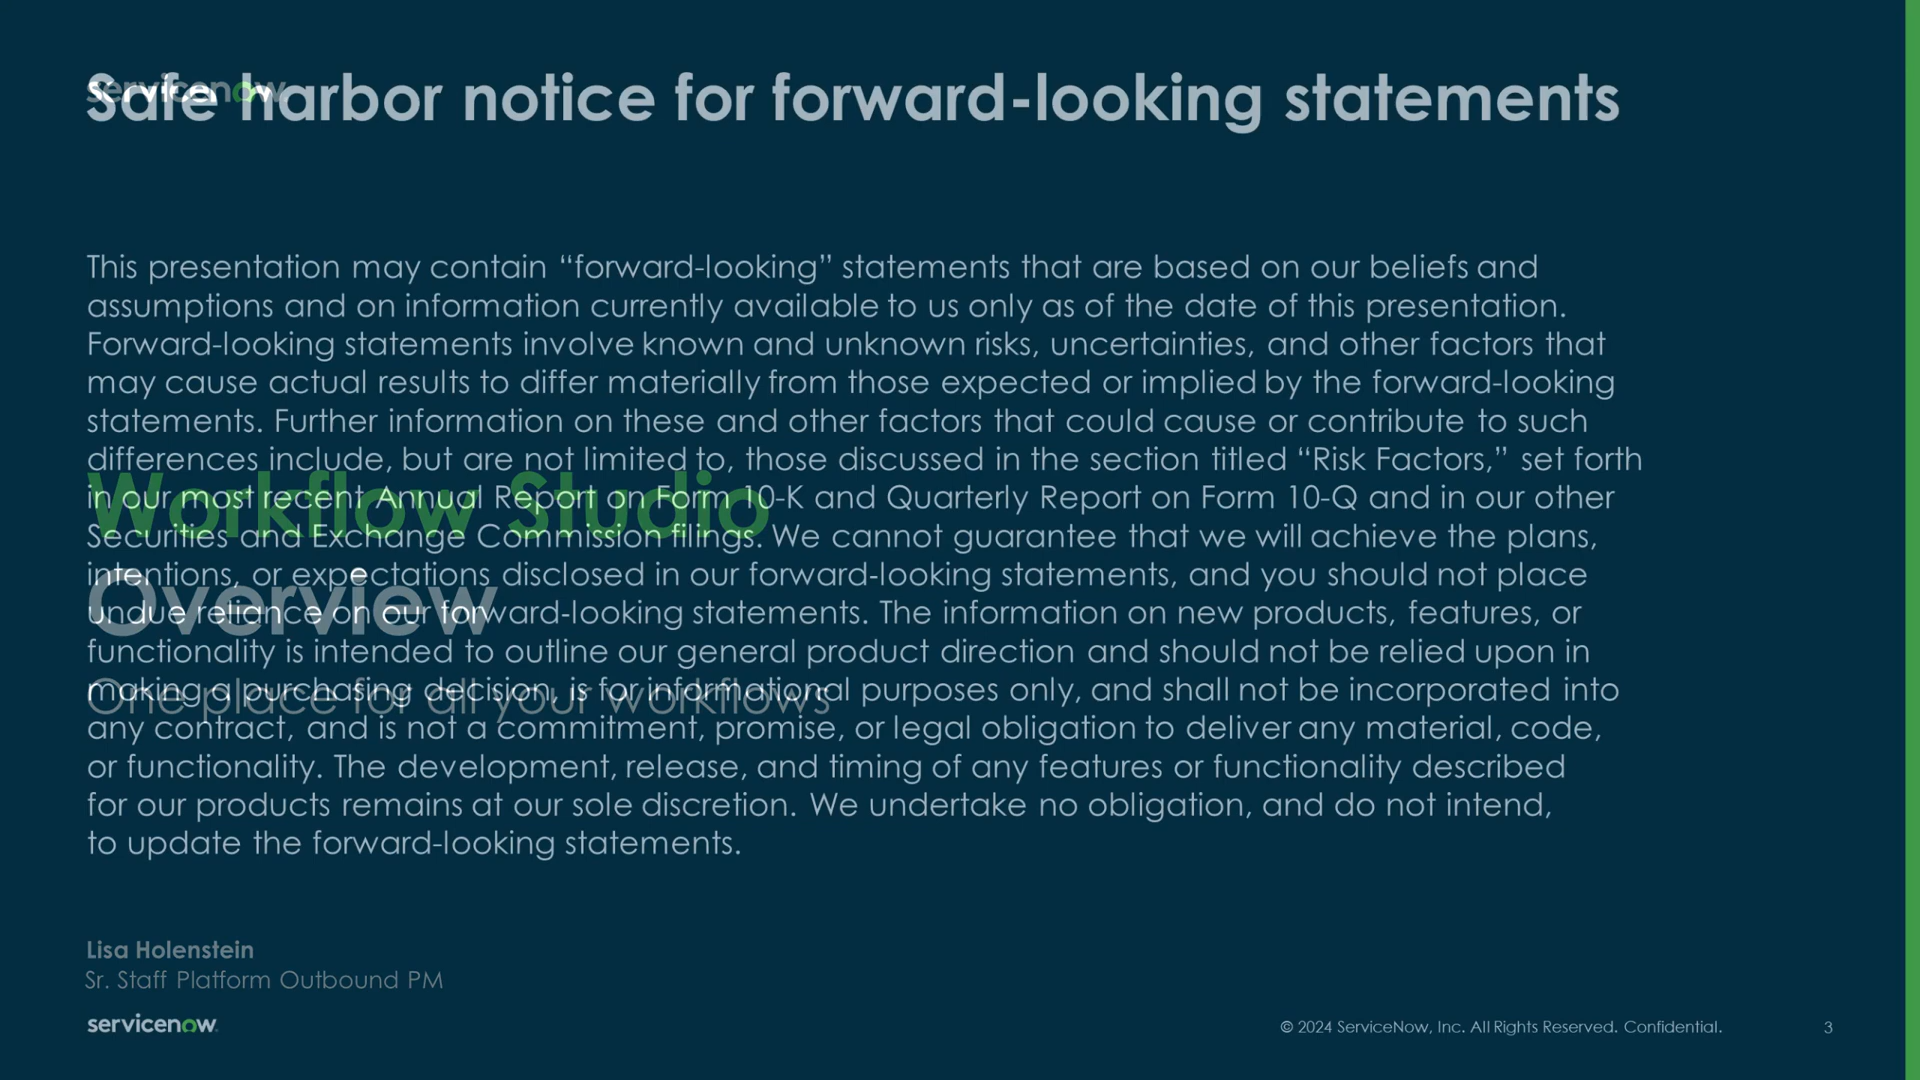 servicenow
Safe harbor notice for forward-looking statements
This presentation may contain “forward-looking” statements that are based on our beliefs and
assumptions and on information currently available to us only as of the date of this presentation.
Forward-looking statements involve known and unknown risks, uncertainties, and other factors that
may cause actual results to differ materially from those expected or implied by the forward-looking
statements. Further information on these and other factors that could cause or contribute to such
differences include, but are not limited to, those discussed in the section titled “Risk Factors,” set forth
in our most recent Annual Report on Form 10-K and Quarterly Report on Form 10-Q and in our other
Securities and Exchange Commission filings. We cannot guarantee that we will achieve the plans,
intentions, or expectations disclosed in our forward-looking statements, and you should not place
undue reliance on our forward-looking statements. The information on new products, features, or
functionality is intended to outline our general product direction and should not be relied upon in
making a purchasing decision, is for informational purposes only, and shall not be incorporated into
any contract, and is not a commitment, promise, or legal obligation to deliver any material, code,
or functionality. The development, release, and timing of any features or functionality described
for our products remains at our sole discretion. We undertake no obligation, and do not intend,
to update the forward-looking statements.
Workflow Studio
Overview
One place for all your workflows
Lisa Holenstein
Sr. Staff Platform Outbound PM
servicenow
© 2024 ServiceNow, Inc. All Rights Reserved. Confidential.
3